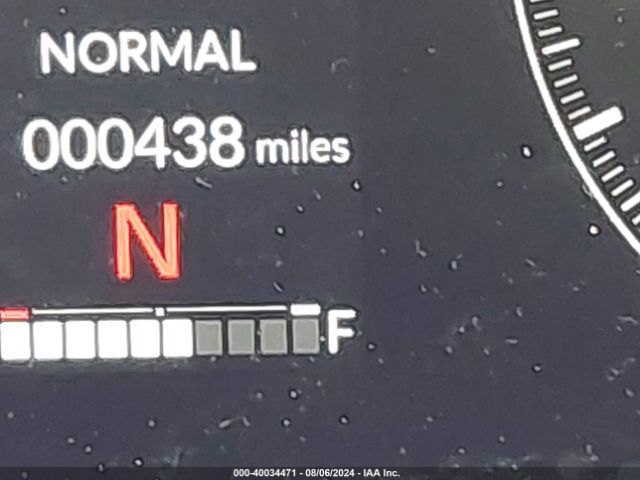 NORMAL
000438 miles
N
F
000-40034471 - 08/06/2024 - IAA Inc.